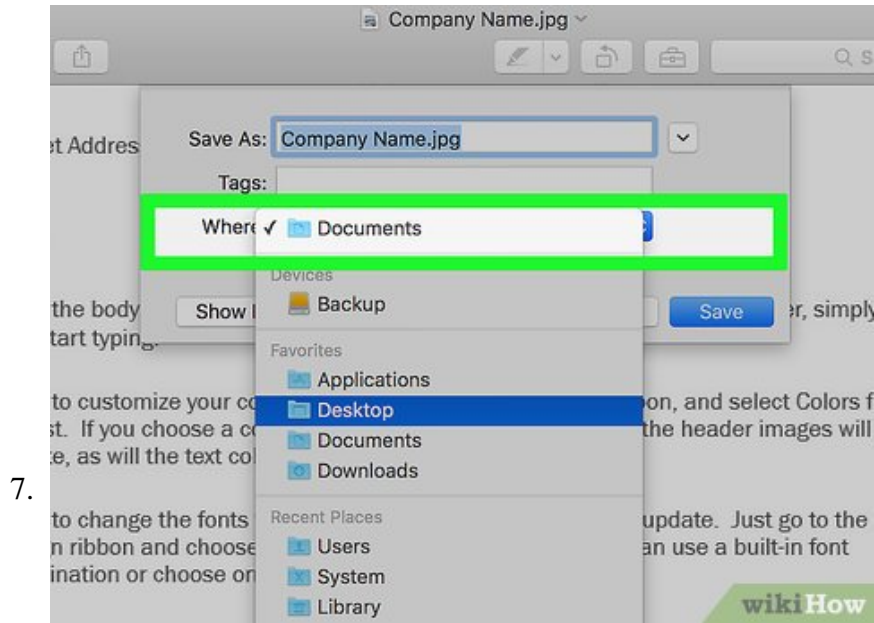 Company Name.jpg
et Addres
Save As: Company Name.jpg
Tags:
Where ✓ Documents
Devices
Backup
the body Show Save er, simply
tart typing.
Favorites
Applications
to customize your co Desktop on, and select Colors f
st. If you choose a co Documents the header images will
te, as will the text col Downloads
7.
to change the fonts Recent Places update. Just go to the
n ribbon and choose Users an use a built-in font
ination or choose on System
Library
wikiHow